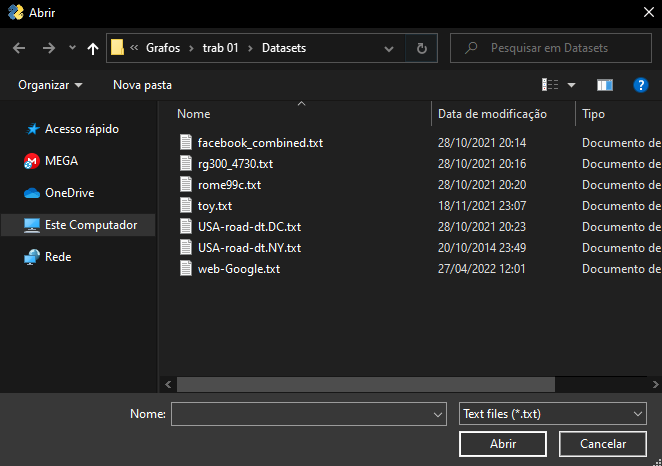 Abrir
« Grafos › trab 01 › Datasets
Pesquisar em Datasets
Organizar Nova pasta
Nome Data de modificação Tipo
Acesso rápido
MEGA
OneDrive
Este Computador
Rede
facebook_combined.txt 28/10/2021 20:14 Documento de
rg300_4730.txt 28/10/2021 20:16 Documento de
rome99c.txt 28/10/2021 20:20 Documento de
toy.txt 18/11/2021 23:07 Documento de
USA-road-dt.DC.txt 28/10/2021 20:23 Documento de
USA-road-dt.NY.txt 20/10/2014 23:49 Documento de
web-Google.txt 27/04/2022 12:01 Documento de
Nome: Text files (*.txt)
Abrir Cancelar